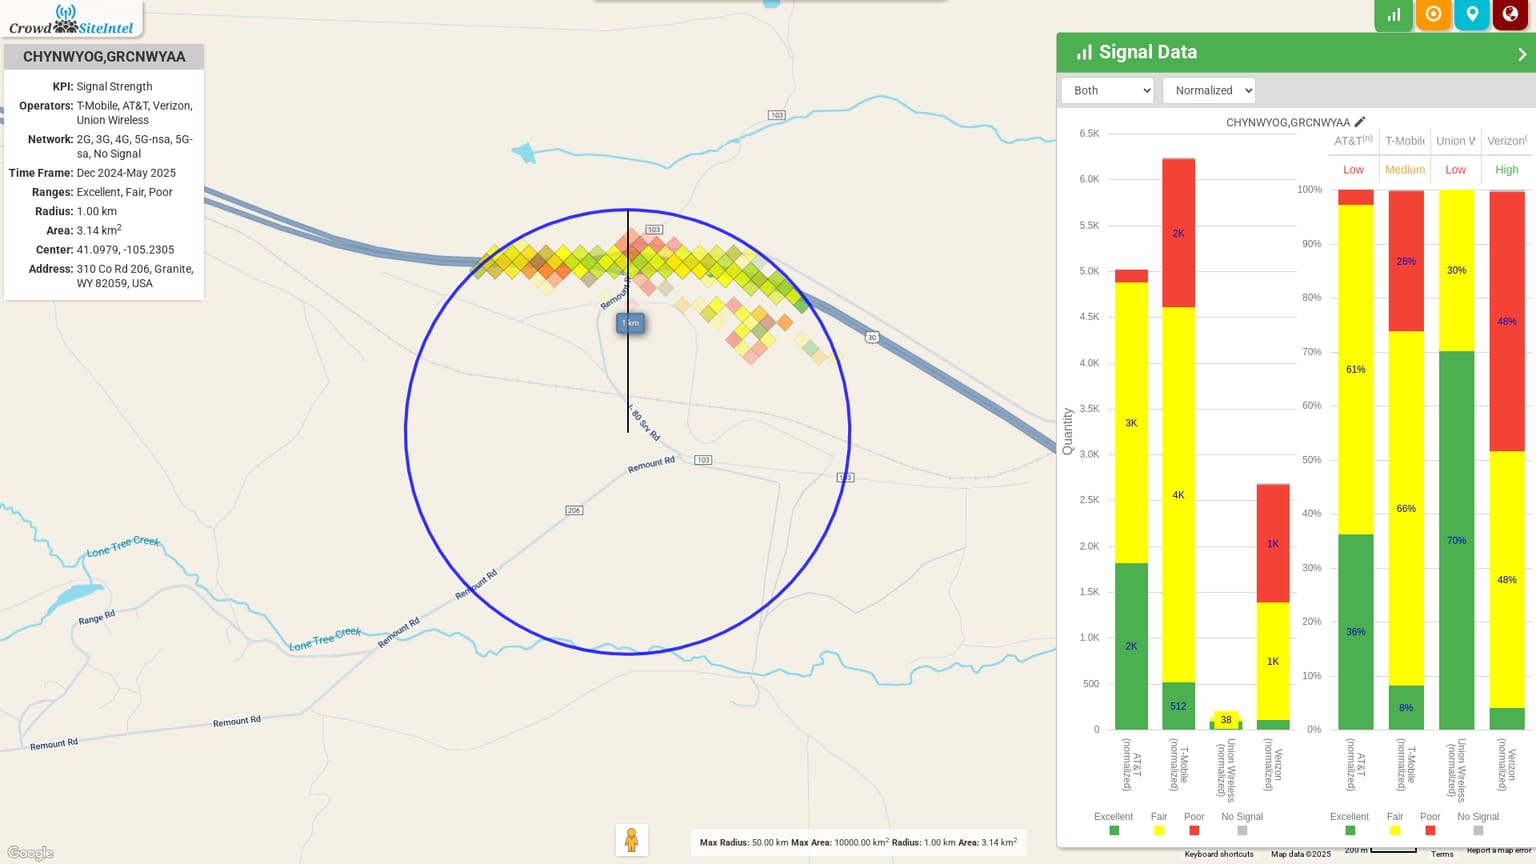 Crowd SiteIntel
CHYNWYOG,GRCNWYAA
KPI: Signal Strength
Operators: T-Mobile, AT&T, Verizon,
Union Wireless
Network: 2G, 3G, 4G, 5G-nsa, 5G-
sa, No Signal
Time Frame: Dec 2024-May 2025
Ranges: Excellent, Fair, Poor
Radius: 1.00 km
Area: 3.14 km²
Center: 41.0979, -105.2305
Address: 310 Co Rd 206, Granite,
WY 82059, USA
103
103
Remount R
1 km
30
I- 80 Srv Rd
Remount Rd
103
103
206
Lone Tree Creek
Remount Rd
Range Rd
Lone Tree Creek
Remount Rd
Remount Rd
Remount Rd
Google
Max Radius: 50.00 km Max Area: 10000.00 km² Radius: 1.00 km Area: 3.14 km²
Signal Data
Both
Normalized
CHYNWYOG,GRCNWYAA
Quantity
6.5K
6.0K
5.5K
5.0K
4.5K
4.0K
3.5K
3.0K
2.5K
2.0K
1.5K
1.0K
500
0
3K
2K
2K
4K
512
38
1K
1K
AT&T
(normalized)
T-Mobile
(normalized)
Union Wireless
(normalized)
Verizon
(normalized)
Excellent Fair Poor No Signal
AT&T(n) T-Mobile Union W Verizon(
Low Medium Low High
100%
90%
80%
70%
60%
50%
40%
30%
20%
10%
0%
61%
36%
26%
66%
8%
30%
70%
48%
48%
AT&T
(normalized)
T-Mobile
(normalized)
Union Wireless
(normalized)
Verizon
(normalized)
Excellent Fair Poor No Signal
Keyboard shortcuts Map data ©2025 200 m Terms Report a map error